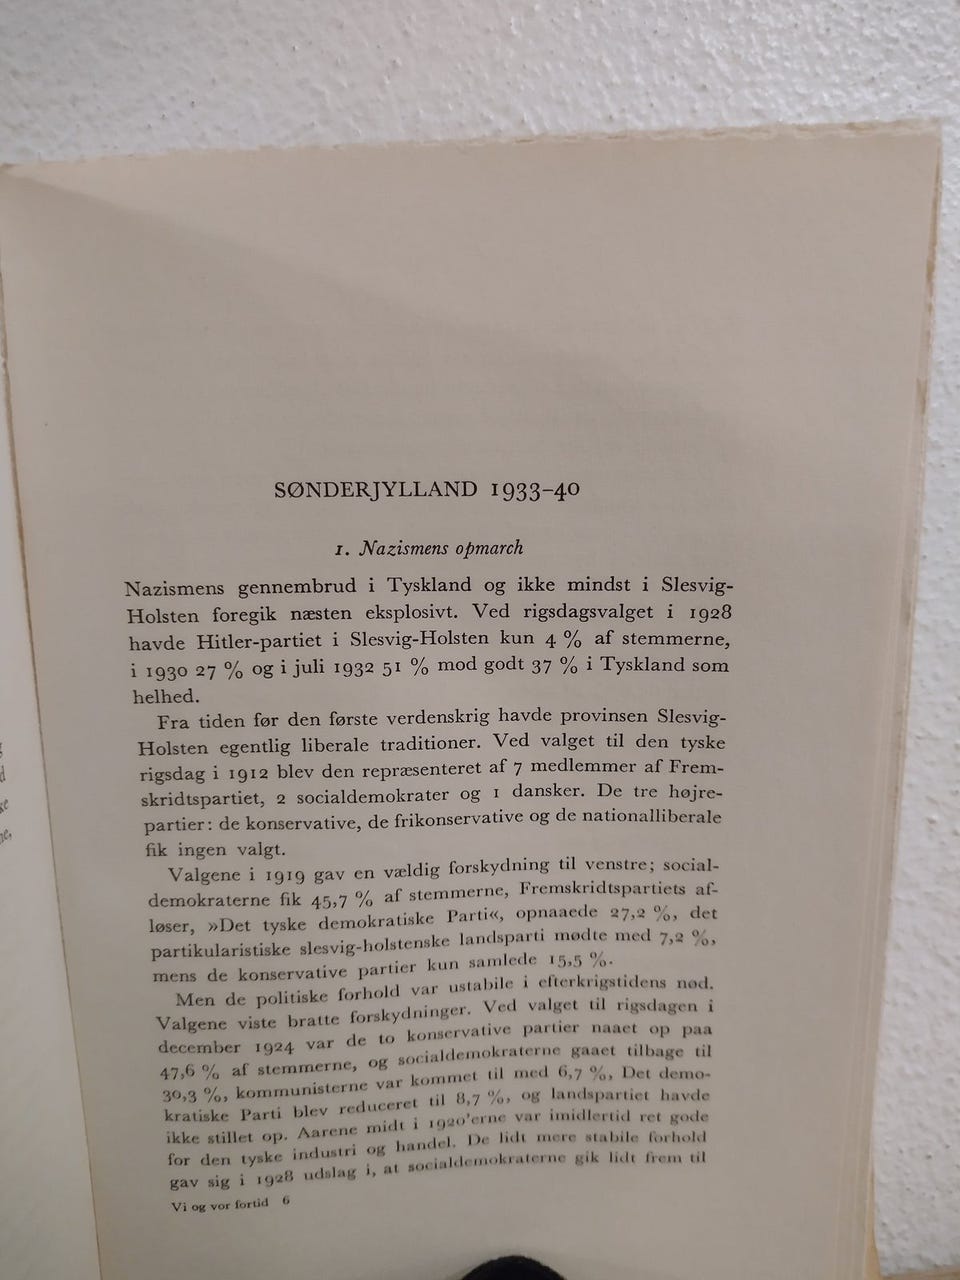 SØNDERJYLLAND 1933-40
1. Nazismens opmarch
Nazismens gennembrud i Tyskland og ikke mindst i Slesvig-
Holsten foregik næsten eksplosivt. Ved rigsdagsvalget i 1928
havde Hitler-partiet i Slesvig-Holsten kun 4 % af stemmerne,
i 1930 27 % og i juli 1932 51 % mod godt 37 % i Tyskland som
helhed.
Fra tiden før den første verdenskrig havde provinsen Slesvig-
Holsten egentlig liberale traditioner. Ved valget til den tyske
rigsdag i 1912 blev den repræsenteret af 7 medlemmer af Frem-
skridtspartiet, 2 socialdemokrater og 1 dansker. De tre højre-
partier: de konservative, de frikonservative og de nationalliberale
fik ingen valgt.
Valgene i 1919 gav en vældig forskydning til venstre; social-
demokraterne fik 45,7 % af stemmerne, Fremskridtspartiets af-
løser, »Det tyske demokratiske Parti«, opnaaede 27,2 %, det
partikularistiske slesvig-holstenske landsparti mødte med 7,2 %,
mens de konservative partier kun samlede 15,5 %.
Men de politiske forhold var ustabile i efterkrigstidens nød.
Valgene viste bratte forskydninger. Ved valget til rigsdagen i
december 1924 var de to konservative partier naaet op paa
47,6 % af stemmerne, og socialdemokraterne gaaet tilbage til
30,3 %, kommunisterne var kommet til med 6,7 %, Det demo-
kratiske Parti blev reduceret til 8,7 %, og landspartiet havde
ikke stillet op. Aarene midt i 1920'erne var imidlertid ret gode
for den tyske industri og handel. De lidt mere stabile forhold
gav sig i 1928 udslag i, at socialdemokraterne gik lidt frem til
Vi og vor fortid 6